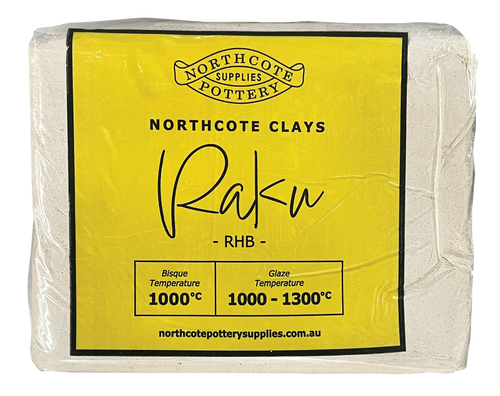 NORTHCOTE
SUPPLIES
POTTERY
NORTHCOTE CLAYS
Raku
- RHB -
Bisque
Temperature
1000°C
Glaze
Temperature
1000 - 1300°C
northcotepotterysupplies.com.au